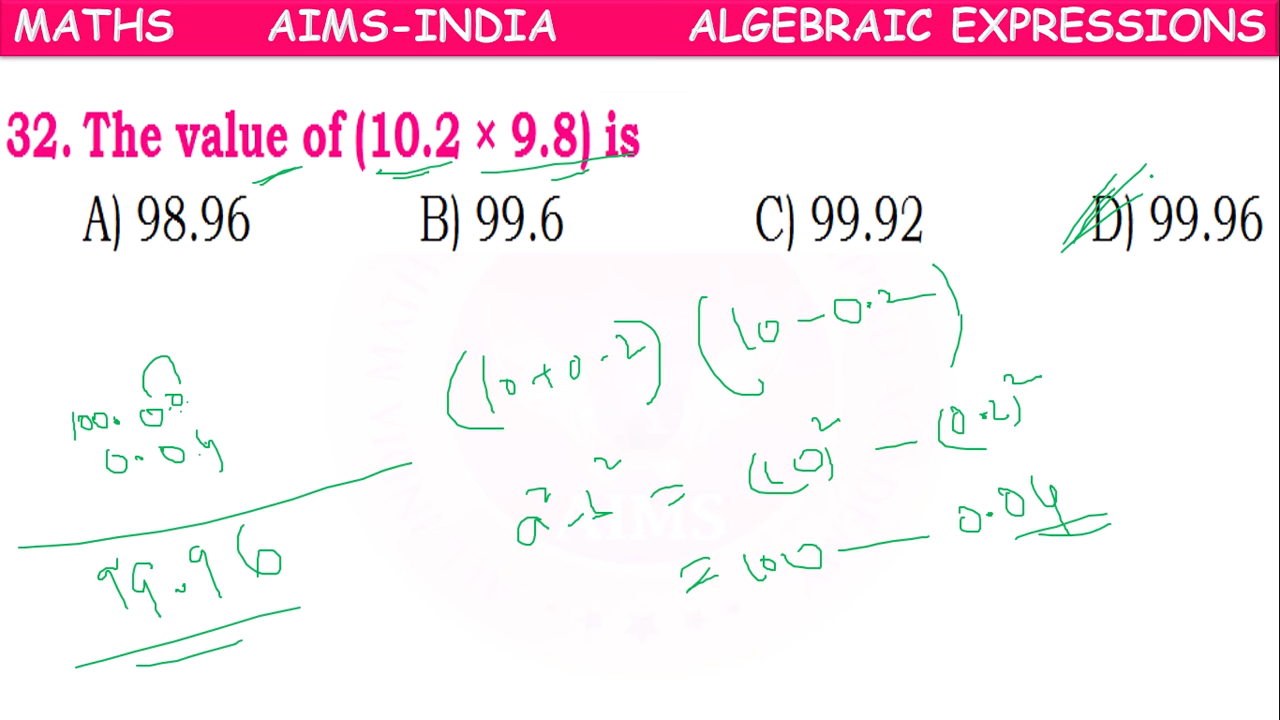 MATHS AIMS-INDIA ALGEBRAIC EXPRESSIONS
32. The value of (10.2 × 9.8) is
A) 98.96 B) 99.6 C) 99.92 D) 99.96
(10+0.2) (10-0.2)
a²-b² = (10)² - (0.2)²
= 100 - 0.04
100.00
0.04
99.96
AIMS